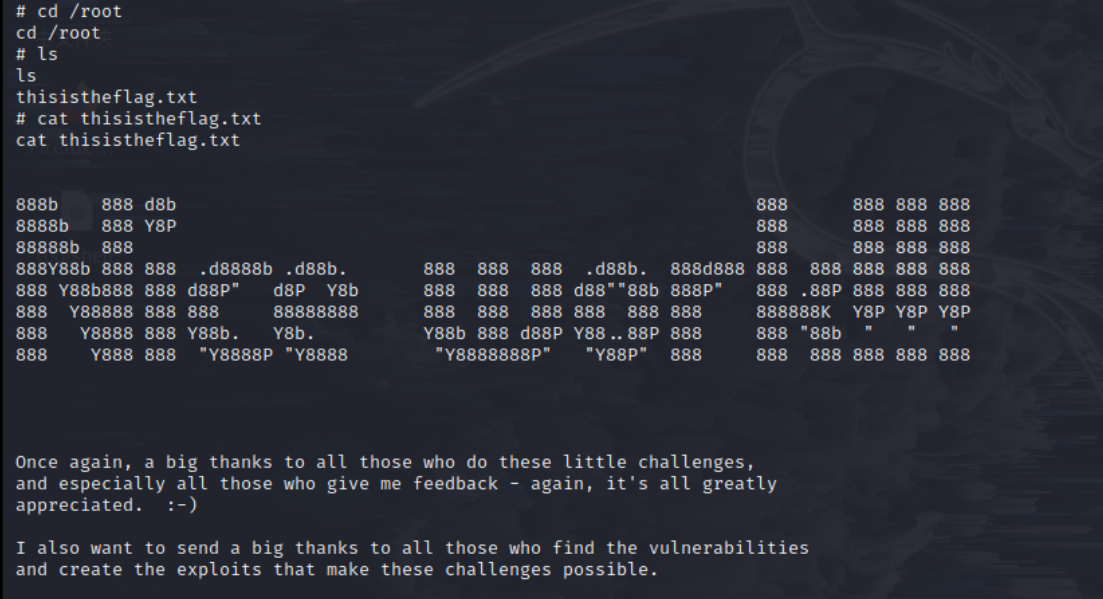 # cd /root
cd /root
# ls
ls
thisistheflag.txt
# cat thisistheflag.txt
cat thisistheflag.txt
888b    888 d8b                                                      888      888 888 888
8888b   888 Y8P                                                      888      888 888 888
88888b  888                                                          888      888 888 888
888Y88b 888 888  .d8888b .d88b.       888  888  888  .d88b.  888d888 888  888 888 888 888
888 Y88b888 888 d88P"   d8P  Y8b      888  888  888 d88""88b 888P"   888 .88P 888 888 888
888  Y88888 888 888     88888888      888  888  888 888  888 888     888888K  Y8P Y8P Y8P
888   Y8888 888 Y88b.   Y8b.          Y88b 888 d88P Y88..88P 888     888 "88b  "   "   "
888    Y888 888  "Y8888P "Y8888        "Y8888888P"   "Y88P"  888     888  888 888 888 888
Once again, a big thanks to all those who do these little challenges,
and especially all those who give me feedback - again, it's all greatly
appreciated.  :-)
I also want to send a big thanks to all those who find the vulnerabilities
and create the exploits that make these challenges possible.